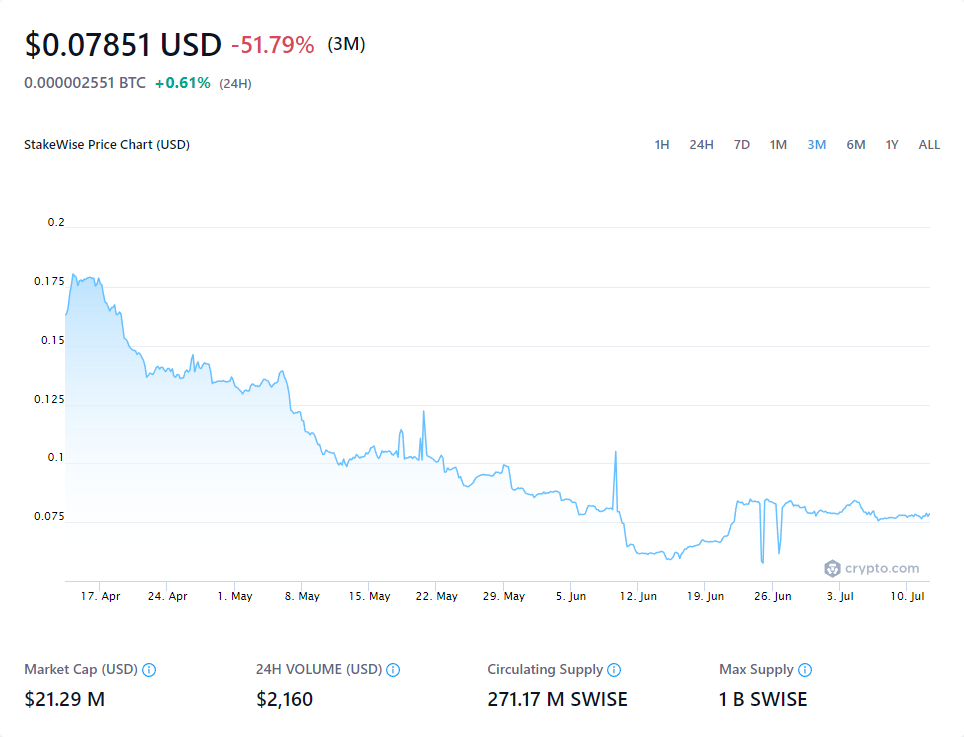 $0.07851 USD -51.79% (3M)
0.000002551 BTC +0.61% (24H)
StakeWise Price Chart (USD)
1H 24H 7D 1M 3M 6M 1Y ALL
0.2
0.175
0.15
0.125
0.1
0.075
crypto.com
17. Apr 24. Apr 1. May 8. May 15. May 22. May 29. May 5. Jun 12. Jun 19. Jun 26. Jun 3. Jul 10. Jul
Market Cap (USD) 24H VOLUME (USD) Circulating Supply Max Supply
$21.29 M $2,160 271.17 M SWISE 1 B SWISE